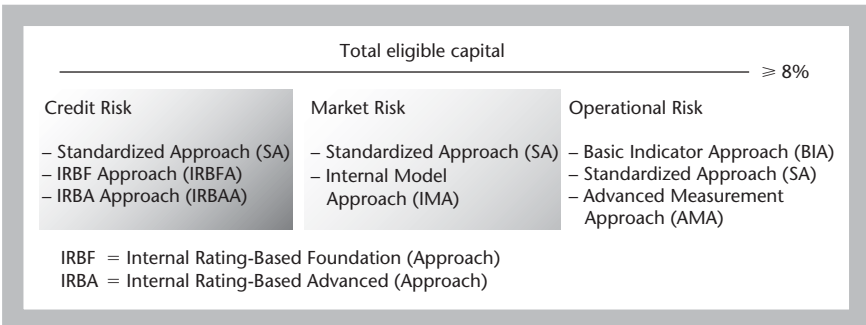 Total eligible capital
⩾ 8%
Credit Risk
– Standardized Approach (SA)
– IRBF Approach (IRBFA)
– IRBA Approach (IRBAA)
Market Risk
– Standardized Approach (SA)
– Internal Model
Approach (IMA)
Operational Risk
– Basic Indicator Approach (BIA)
– Standardized Approach (SA)
– Advanced Measurement
Approach (AMA)
IRBF = Internal Rating-Based Foundation (Approach)
IRBA = Internal Rating-Based Advanced (Approach)